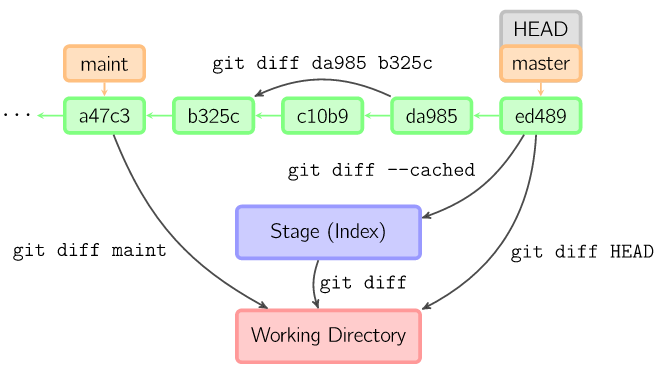 HEAD
maint
git diff da985 b325c
master
...
a47c3
b325c
c10b9
da985
ed489
git diff --cached
Stage (Index)
git diff maint
git diff HEAD
git diff
Working Directory